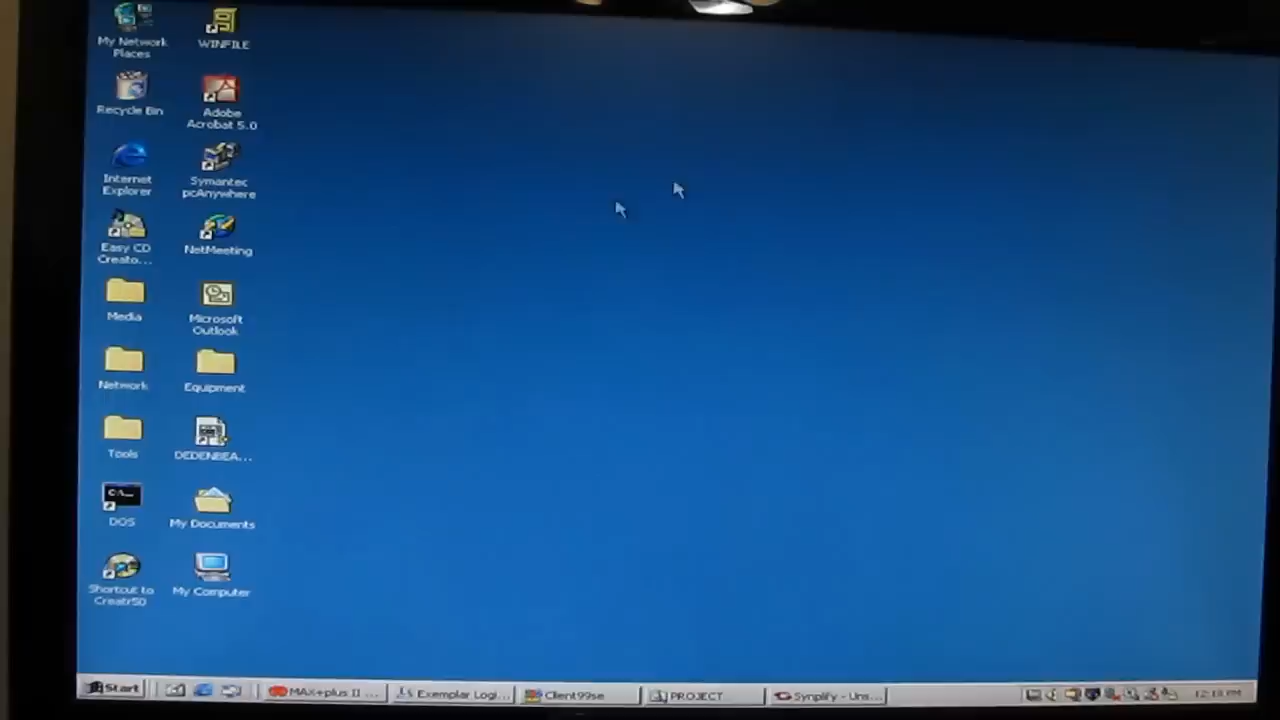 My Network
Places
WINFILE
Recycle Bin
Adobe
Acrobat 5.0
Internet
Explorer
Symantec
pcAnywhere
Easy CD
Creato...
NetMeeting
Media
Microsoft
Outlook
Network
Equipment
Tools
DEDENBEA...
C:\_
DOS
My Documents
Shortcut to
Creatr50
My Computer
Start
MAX+plus II ...
Exemplar Logi...
Client99se
PROJECT
Synplify - Uns...